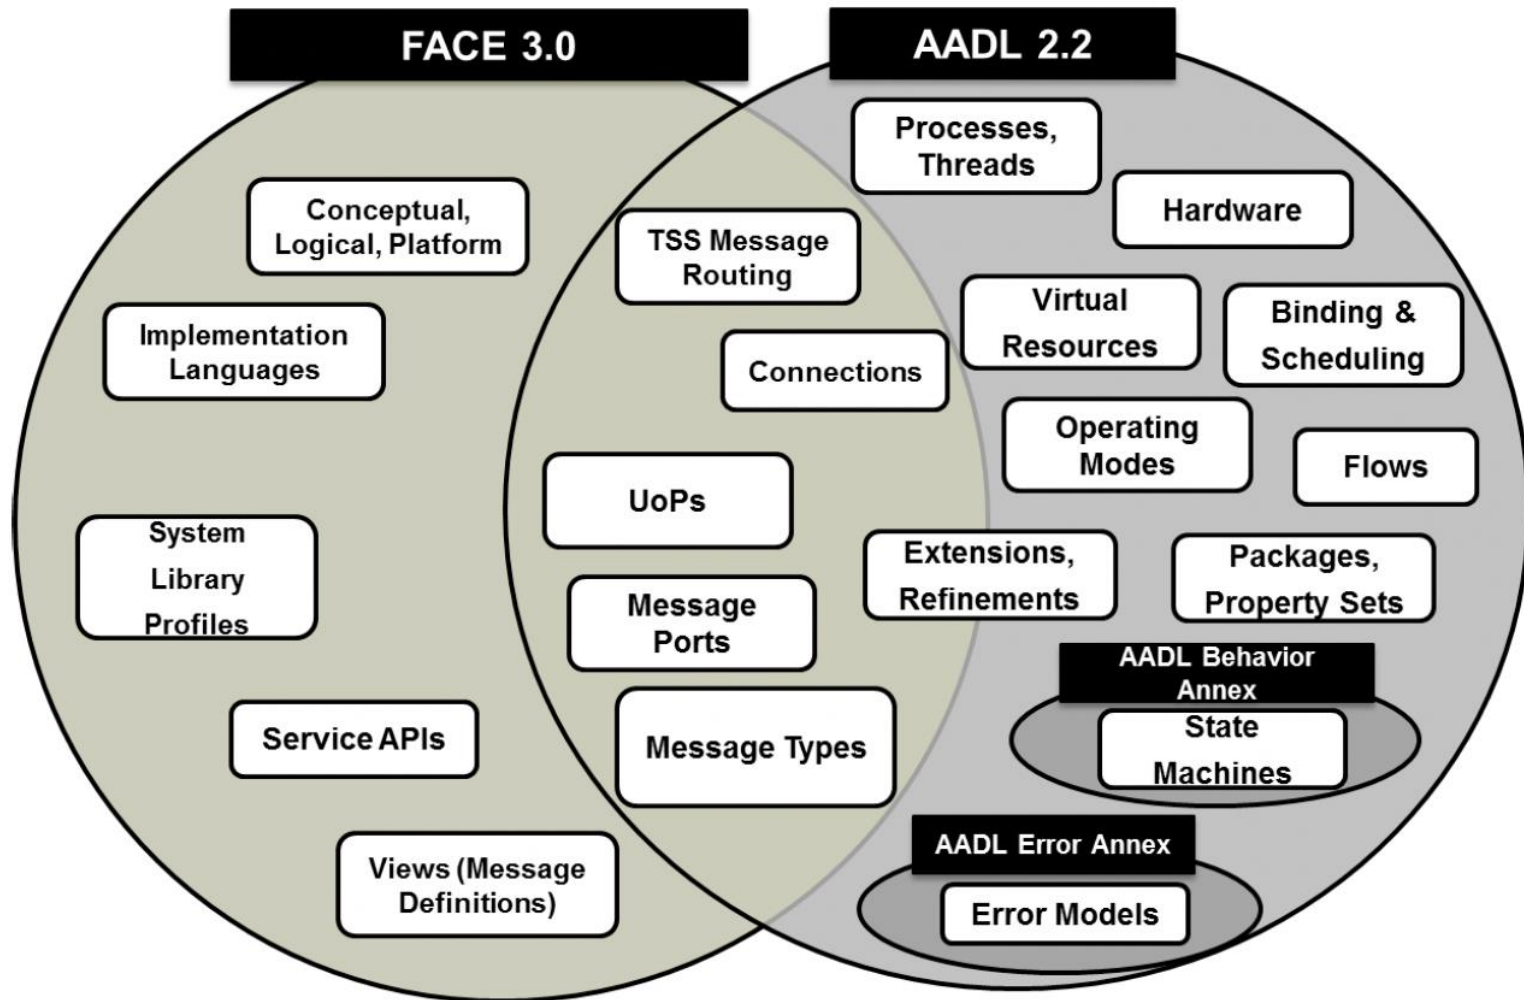 FACE 3.0
AADL 2.2
Processes,
Threads
Hardware
Conceptual,
Logical, Platform
TSS Message
Routing
Virtual
Resources
Binding &
Scheduling
Implementation
Languages
Connections
Operating
Modes
Flows
UoPs
System
Library
Profiles
Extensions,
Refinements
Packages,
Property Sets
Message
Ports
AADL Behavior
Annex
State
Machines
Service APIs
Message Types
AADL Error Annex
Error Models
Views (Message
Definitions)